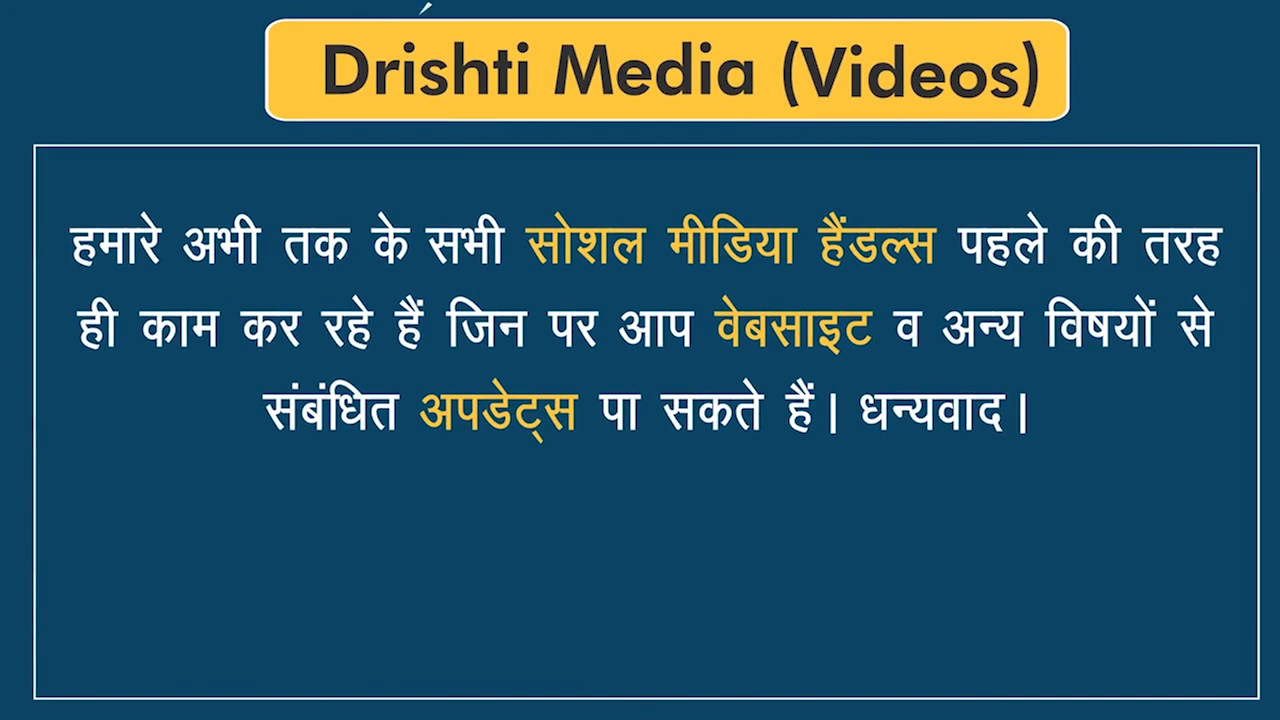 Drishti Media (Videos)
हमारे अभी तक के सभी सोशल मीडिया हैंडल्स पहले की तरह
ही काम कर रहे हैं जिन पर आप वेबसाइट व अन्य विषयों से
संबंधित अपडेट्स पा सकते हैं। धन्यवाद।